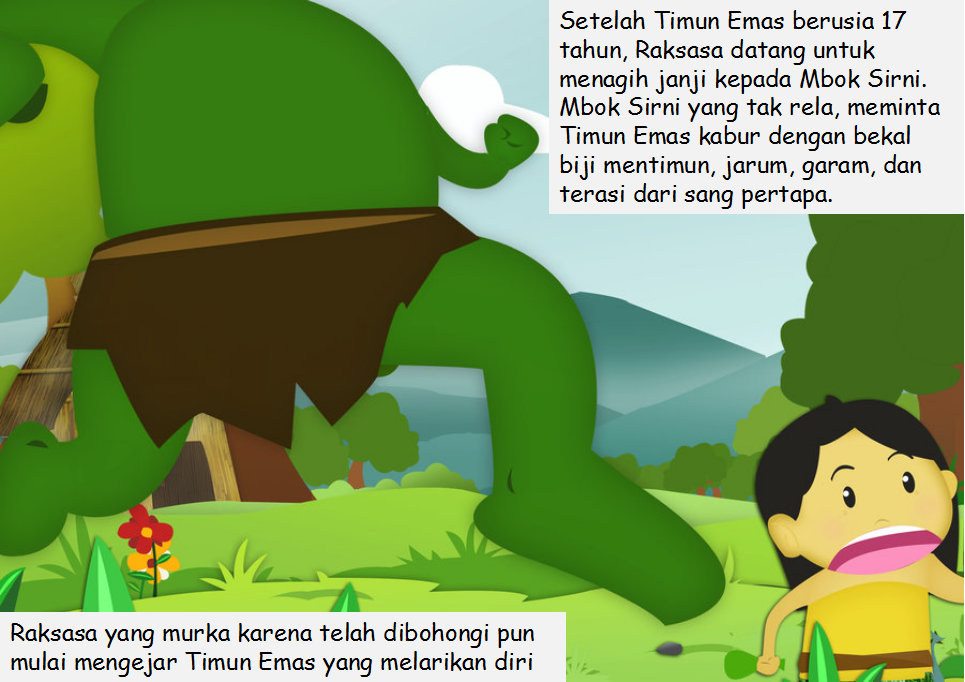 Setelah Timun Emas berusia 17
tahun, Raksasa datang untuk
menagih janji kepada Mbok Sirni.
Mbok Sirni yang tak rela, meminta
Timun Emas kabur dengan bekal
biji mentimun, jarum, garam, dan
terasi dari sang pertapa.
Raksasa yang murka karena telah dibohongi pun
mulai mengejar Timun Emas yang melarikan diri